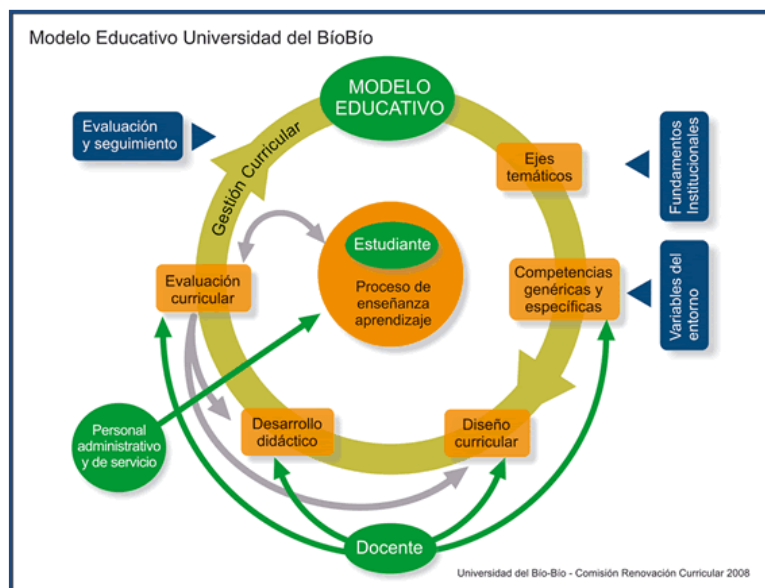 Modelo Educativo Universidad del BíoBío
MODELO
EDUCATIVO
Evaluación
y seguimiento
Gestión Curricular
Ejes
temáticos
Fundamentos
Institucionales
Estudiante
Proceso de
enseñanza
aprendizaje
Evaluación
curricular
Competencias
genéricas y
específicas
Variables del
entorno
Personal
administrativo
y de servicio
Desarrollo
didáctico
Diseño
curricular
Docente
Universidad del Bío-Bío - Comisión Renovación Curricular 2008